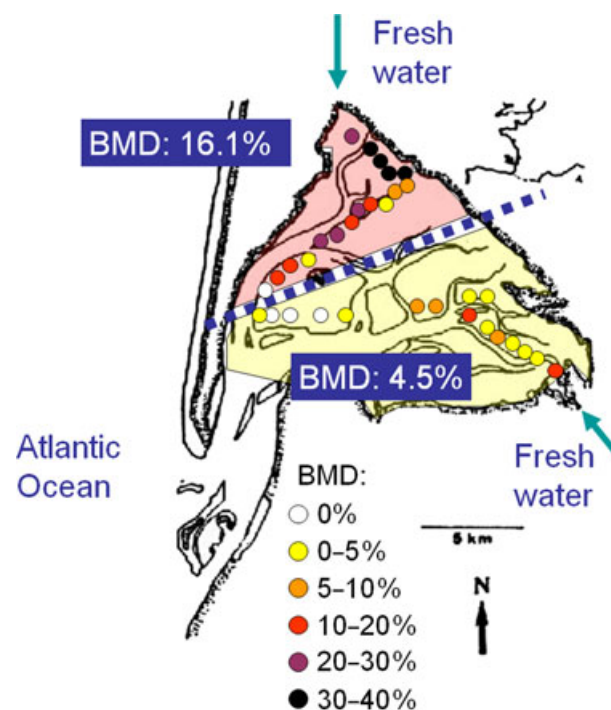 Fresh
water
BMD: 16.1%
BMD: 4.5%
Atlantic
Ocean
Fresh
water
BMD:
0%
0–5%
5–10%
10–20%
20–30%
30–40%
5 km
N